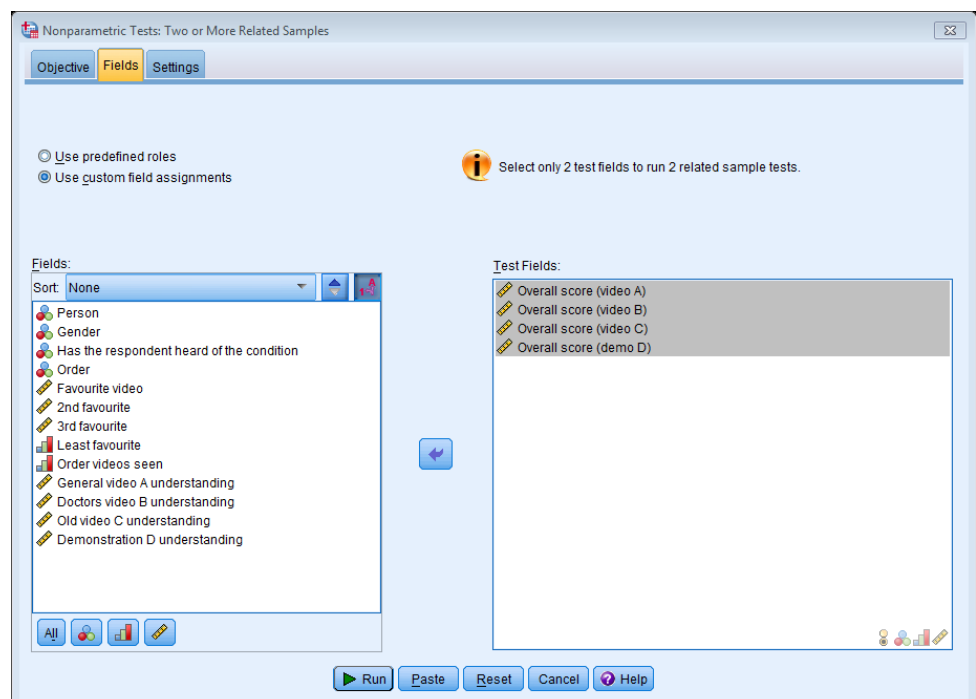 Nonparametric Tests: Two or More Related Samples
Objective Fields Settings
Use predefined roles
Use custom field assignments
Select only 2 test fields to run 2 related sample tests.
Fields:
Sort: None
Person
Gender
Has the respondent heard of the condition
Order
Favourite video
2nd favourite
3rd favourite
Least favourite
Order videos seen
General video A understanding
Doctors video B understanding
Old video C understanding
Demonstration D understanding
All
Test Fields:
Overall score (video A)
Overall score (video B)
Overall score (video C)
Overall score (demo D)
Run Paste Reset Cancel Help